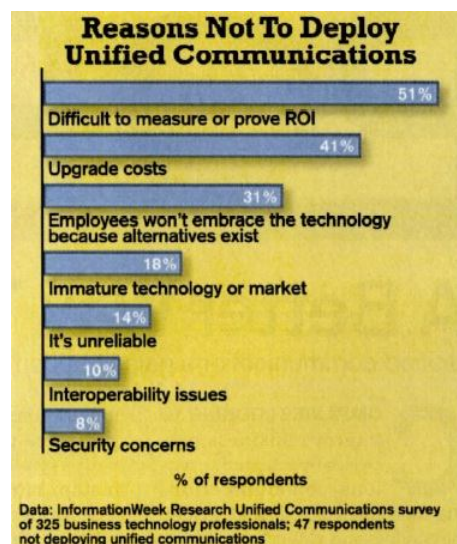 Reasons Not To Deploy
Unified Communications
51%
Difficult to measure or prove ROI
41%
Upgrade costs
31%
Employees won't embrace the technology
because alternatives exist
18%
Immature technology or market
14%
It's unreliable
10%
Interoperability issues
8%
Security concerns
% of respondents
Data: InformationWeek Research Unified Communications survey
of 325 business technology professionals; 47 respondents
not deploying unified communications